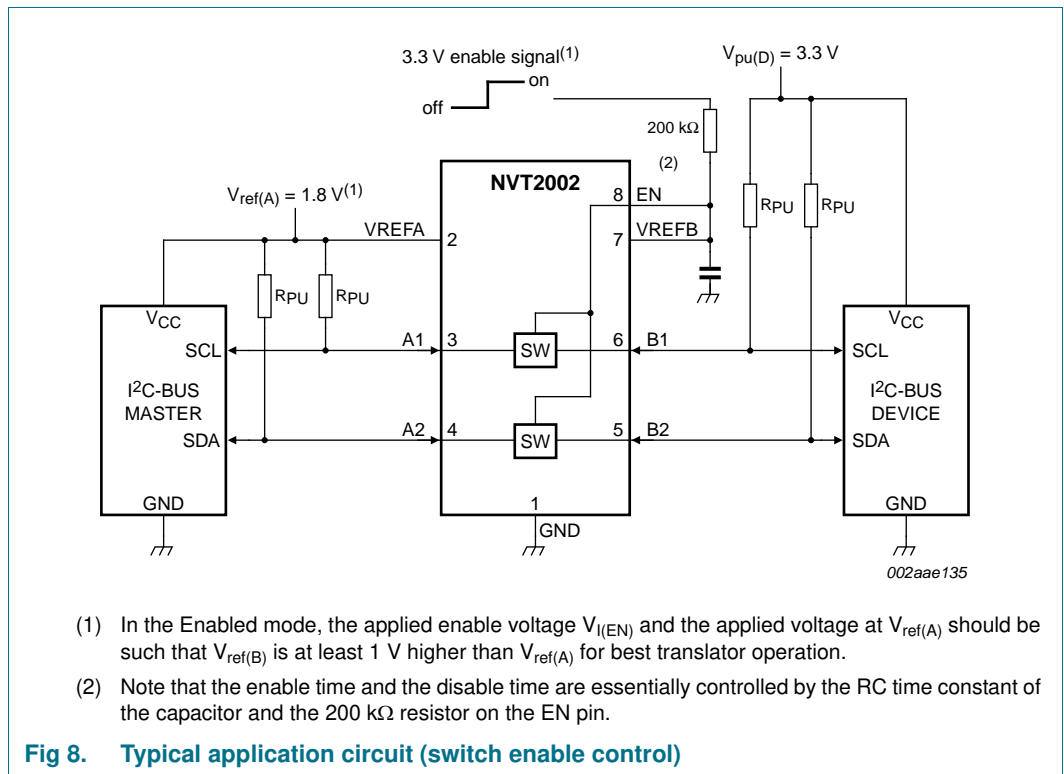 3.3 V enable signal(1)
on
off
Vpu(D) = 3.3 V
200 kΩ
(2)
NVT2002
Vref(A) = 1.8 V(1)
8 EN
RPU RPU
VREFA 2
7 VREFB
RPU RPU
VCC
VCC
SCL
A1 3
SW
6 B1
SCL
I2C-BUS
MASTER
I2C-BUS
DEVICE
SDA
A2 4
SW
5 B2
SDA
GND
1
GND
GND
002aae135
(1) In the Enabled mode, the applied enable voltage VI(EN) and the applied voltage at Vref(A) should be
such that Vref(B) is at least 1 V higher than Vref(A) for best translator operation.
(2) Note that the enable time and the disable time are essentially controlled by the RC time constant of
the capacitor and the 200 kΩ resistor on the EN pin.
Fig 8. Typical application circuit (switch enable control)